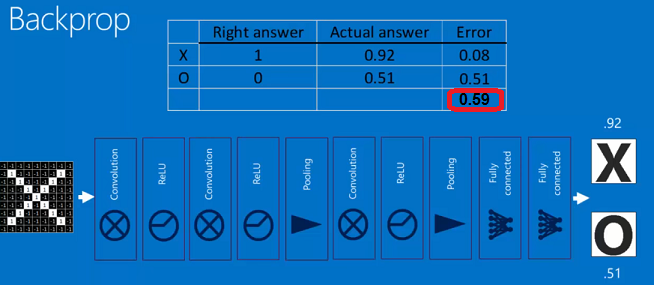 Backprop
Right answer Actual answer Error
X 1 0.92 0.08
O 0 0.51 0.51
0.59
.92
Convolution
ReLU
Convolution
ReLU
Pooling
Convolution
ReLU
Pooling
Fully connected
Fully connected
X
O
.51